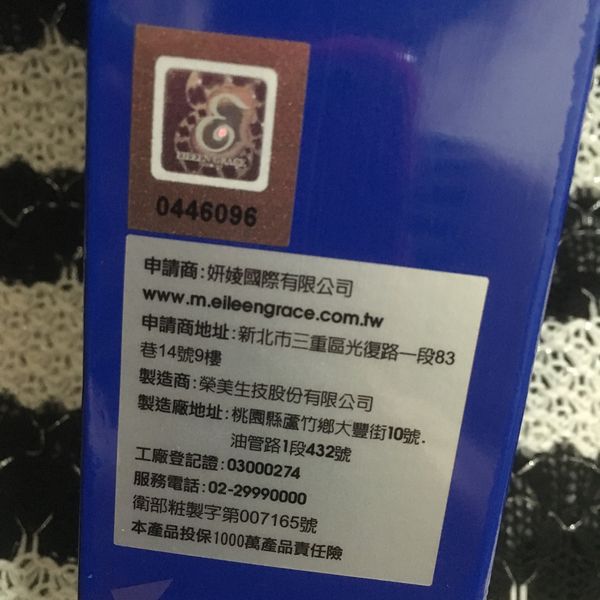 EILEEN GRACE
0446096
申請商:妍婈國際有限公司
www.m.eileengrace.com.tw
申請商地址:新北市三重區光復路一段83
巷14號9樓
製造商:榮美生技股份有限公司
製造廠地址:桃園縣蘆竹鄉大豐街10號.
油管路1段432號
工廠登記證:03000274
服務電話:02-29990000
衛部粧製字第007165號
本產品投保1000萬產品責任險